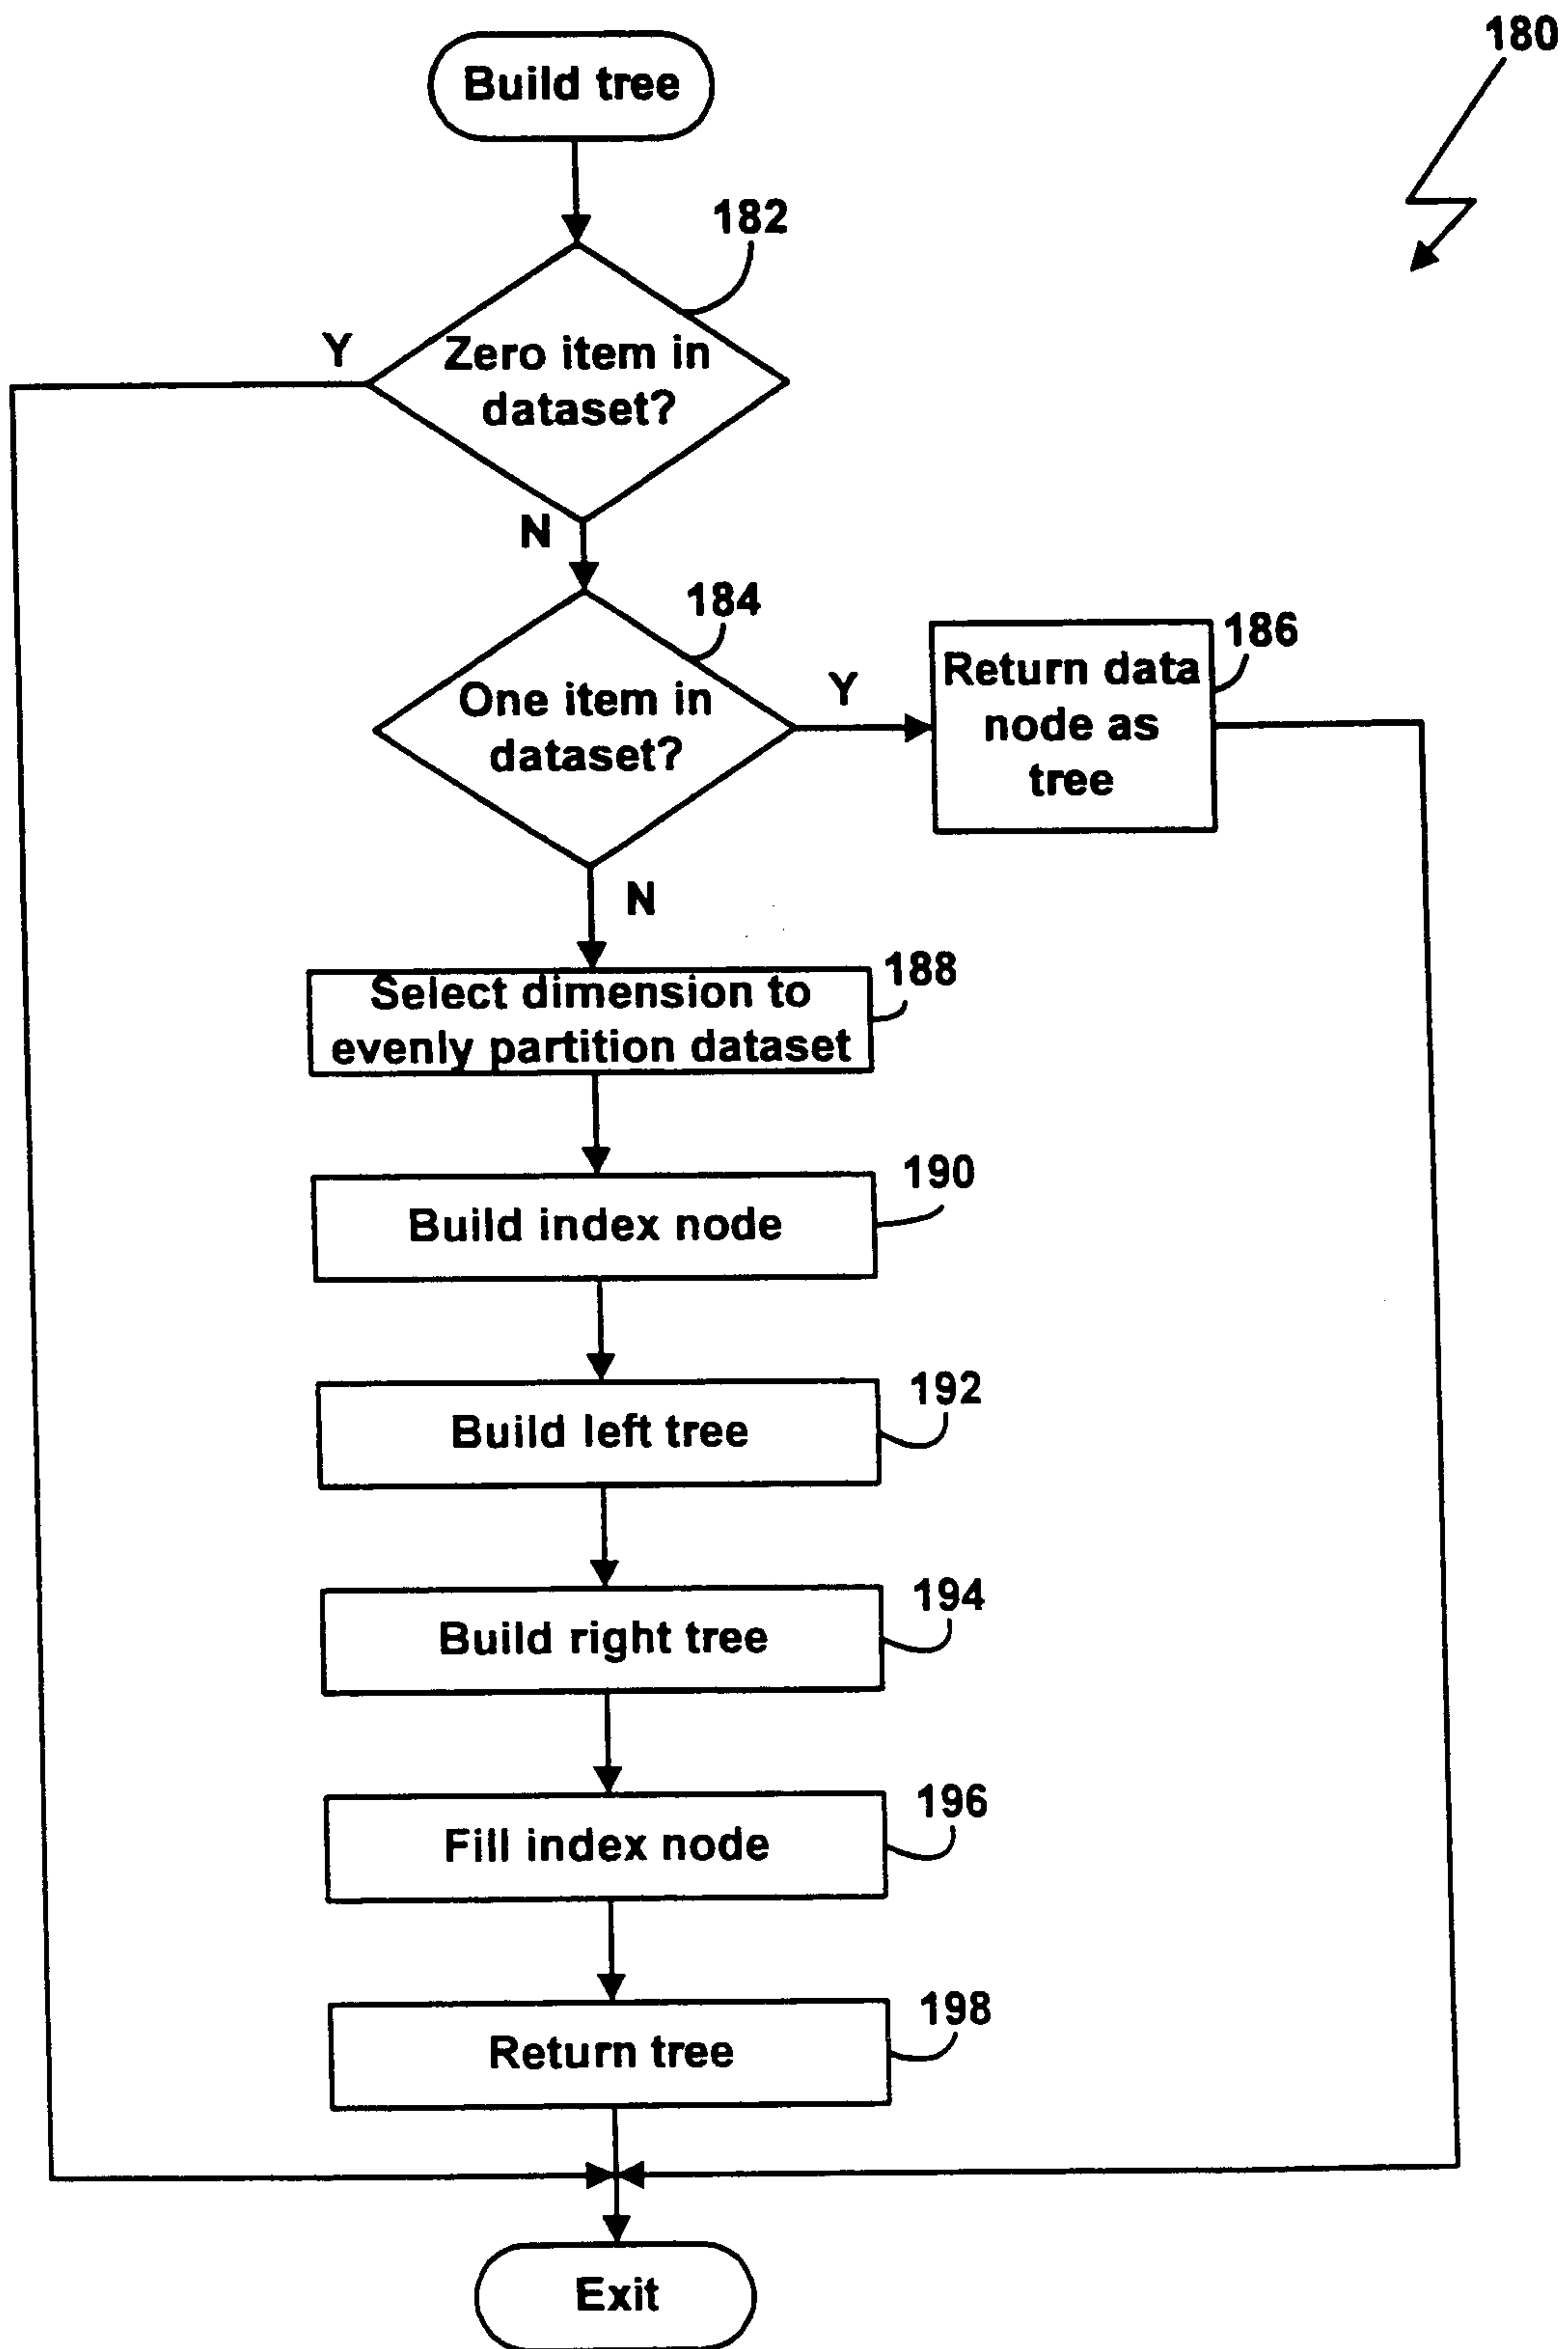 180
Build tree
182
Y
Zero item in
dataset?
N
184
One item in
dataset?
Y
186
Return data
node as
tree
N
188
Select dimension to
evenly partition dataset
190
Build index node
192
Build left tree
194
Build right tree
196
Fill index node
198
Return tree
Exit